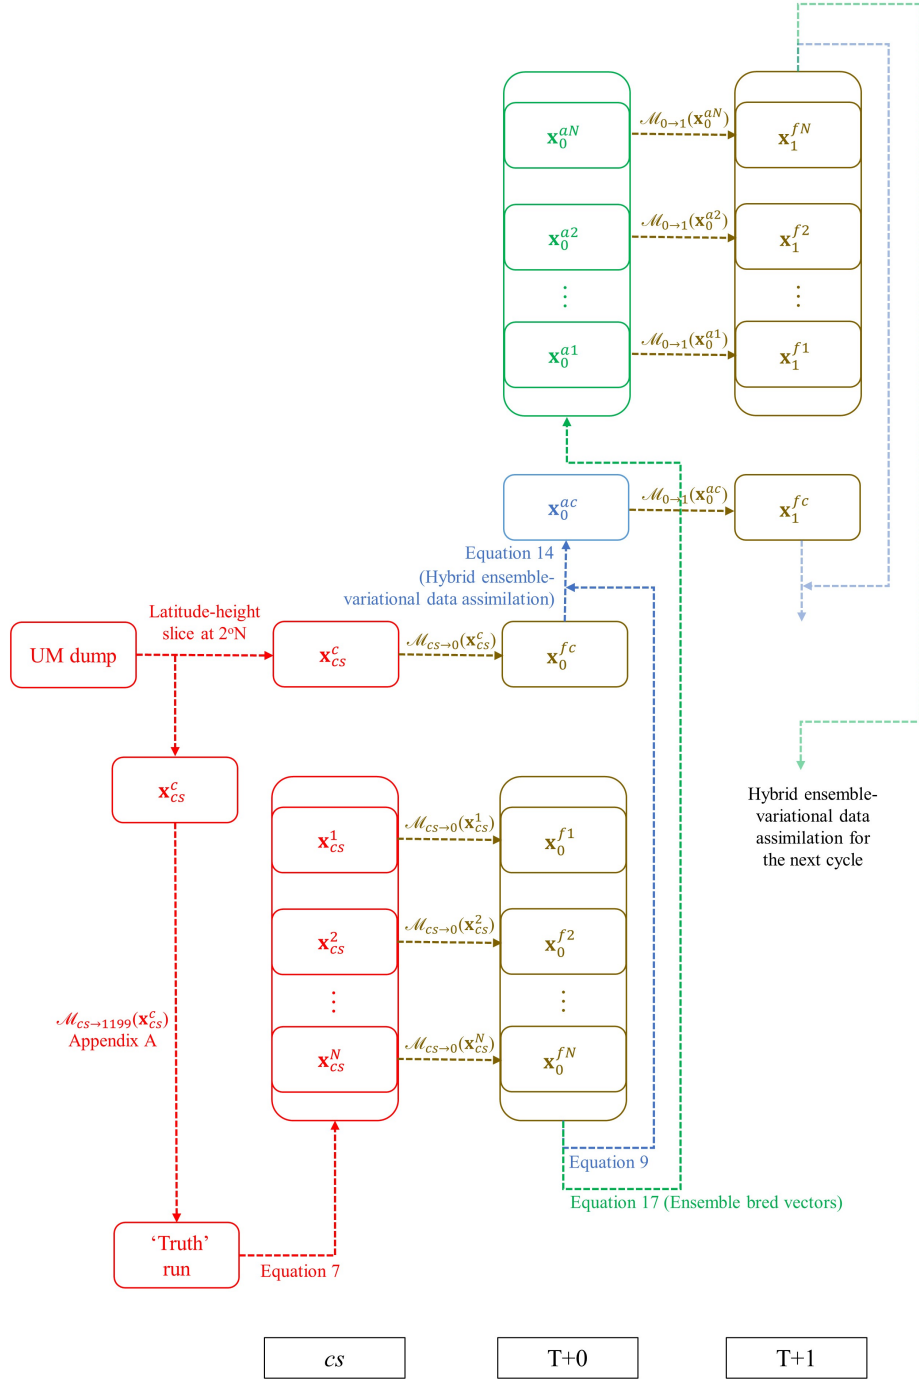 𝐱₀^{aN}
ℳ₀→₁(𝐱₀^{aN})
𝐱₁^{fN}
𝐱₀^{a2}
ℳ₀→₁(𝐱₀^{a2})
𝐱₁^{f2}
⋮
⋮
𝐱₀^{a1}
ℳ₀→₁(𝐱₀^{a1})
𝐱₁^{f1}
𝐱₀^{ac}
ℳ₀→₁(𝐱₀^{ac})
𝐱₁^{fc}
Equation 14
(Hybrid ensemble-
variational data assimilation)
Latitude-height
slice at 2°N
UM dump
𝐱_{cs}^{c}
ℳ_{cs→0}(𝐱_{cs}^{c})
𝐱₀^{fc}
𝐱_{cs}^{c}
Hybrid ensemble-
variational data
assimilation for
the next cycle
𝐱_{cs}^{1}
ℳ_{cs→0}(𝐱_{cs}^{1})
𝐱₀^{f1}
𝐱_{cs}^{2}
ℳ_{cs→0}(𝐱_{cs}^{2})
𝐱₀^{f2}
⋮
⋮
ℳ_{cs→1199}(𝐱_{cs}^{c})
Appendix A
𝐱_{cs}^{N}
ℳ_{cs→0}(𝐱_{cs}^{N})
𝐱₀^{fN}
Equation 9
Equation 17 (Ensemble bred vectors)
‘Truth’
run
Equation 7
cs
T+0
T+1